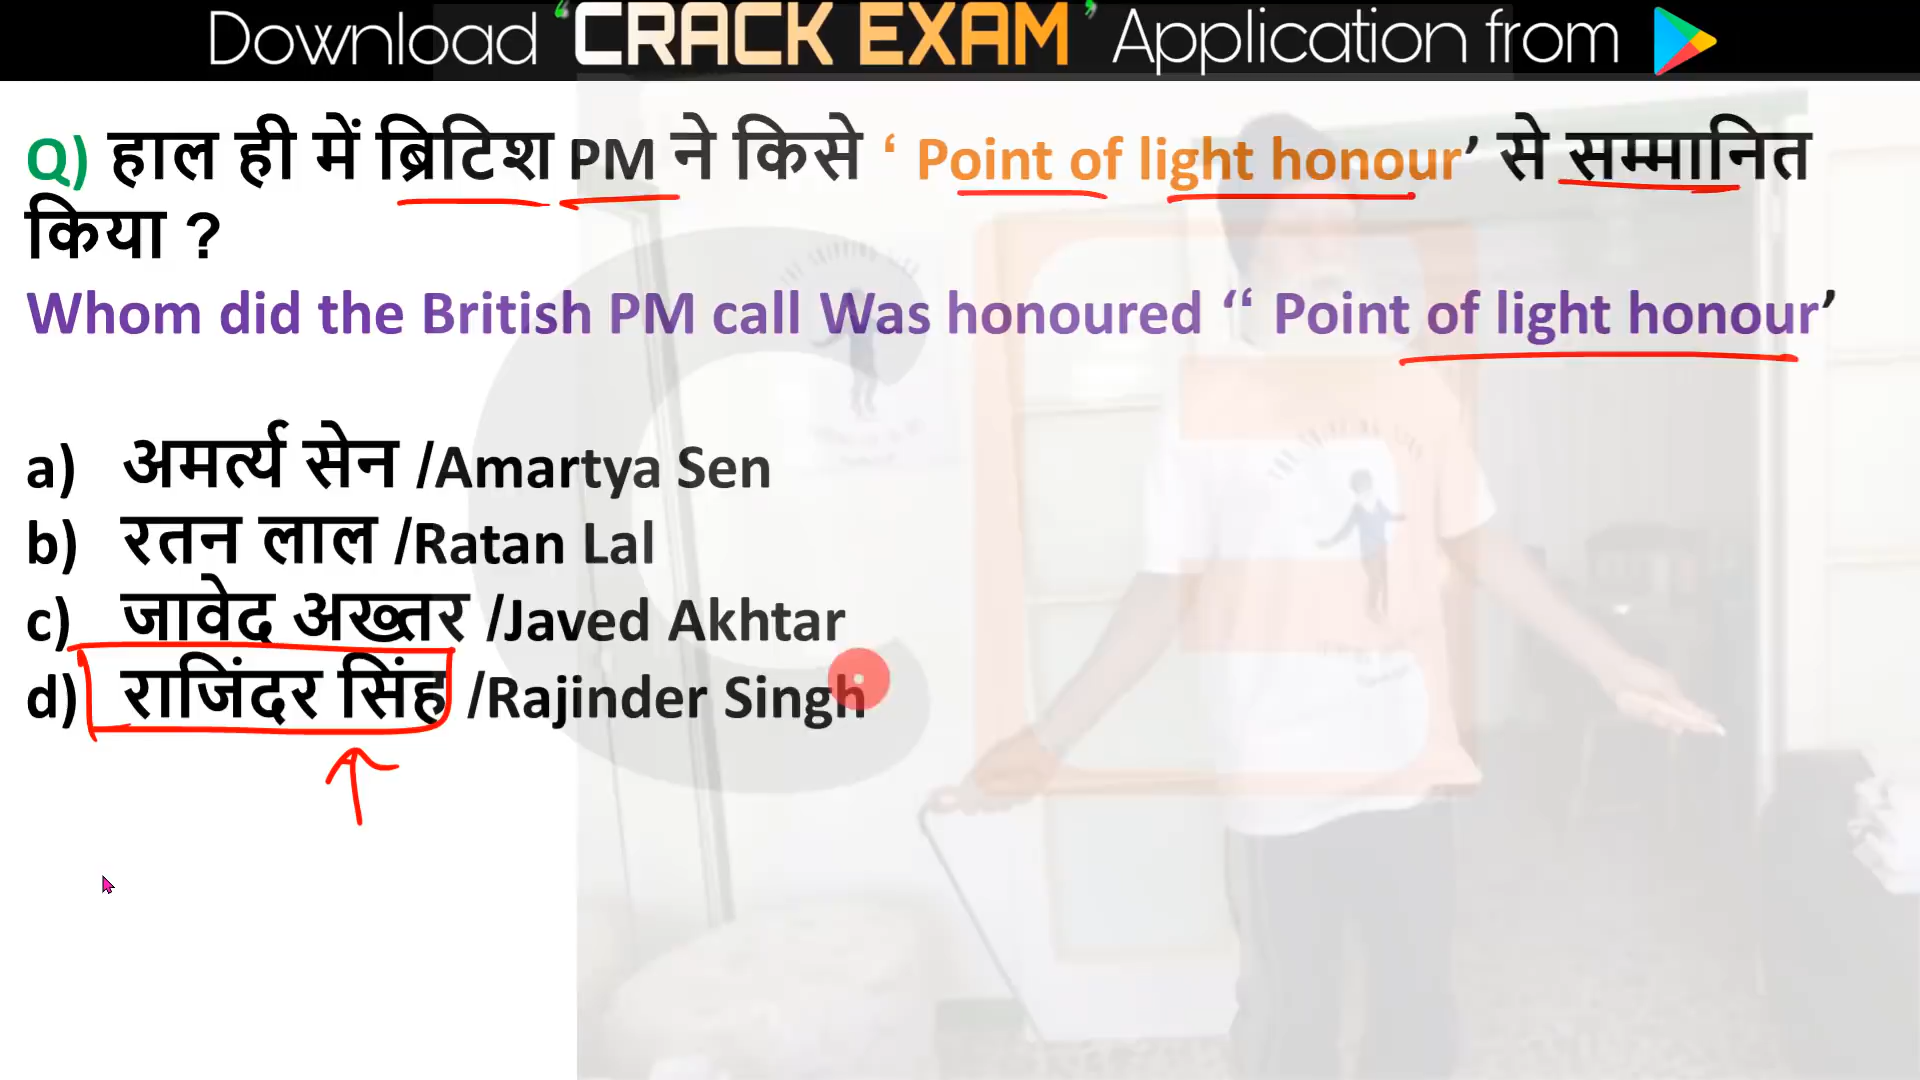 Download ‘CRACK EXAM’ Application from
Q) हाल ही में ब्रिटिश PM ने किसे ‘ Point of light honour’ से सम्मानित
किया ?
Whom did the British PM call Was honoured ‘‘ Point of light honour’
a) अमर्त्य सेन /Amartya Sen
b) रतन लाल /Ratan Lal
c) जावेद अख्तर /Javed Akhtar
d) राजिंदर सिंह /Rajinder Singh